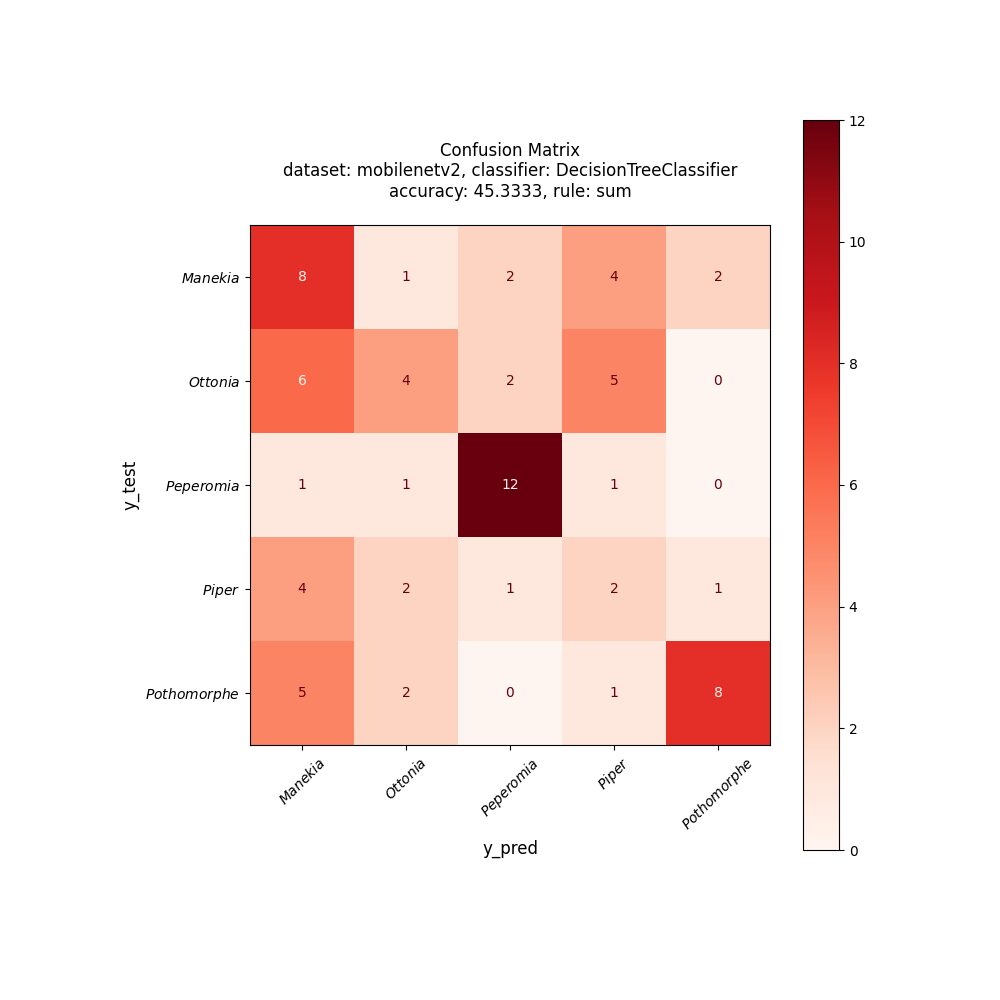 Confusion Matrix
dataset: mobilenetv2, classifier: DecisionTreeClassifier
accuracy: 45.3333, rule: sum
12
10
8
6
4
2
0
y_test
Manekia 8 1 2 4 2
Ottonia 6 4 2 5 0
Peperomia 1 1 12 1 0
Piper 4 2 1 2 1
Pothomorphe 5 2 0 1 8
Manekia Ottonia Peperomia Piper Pothomorphe
y_pred